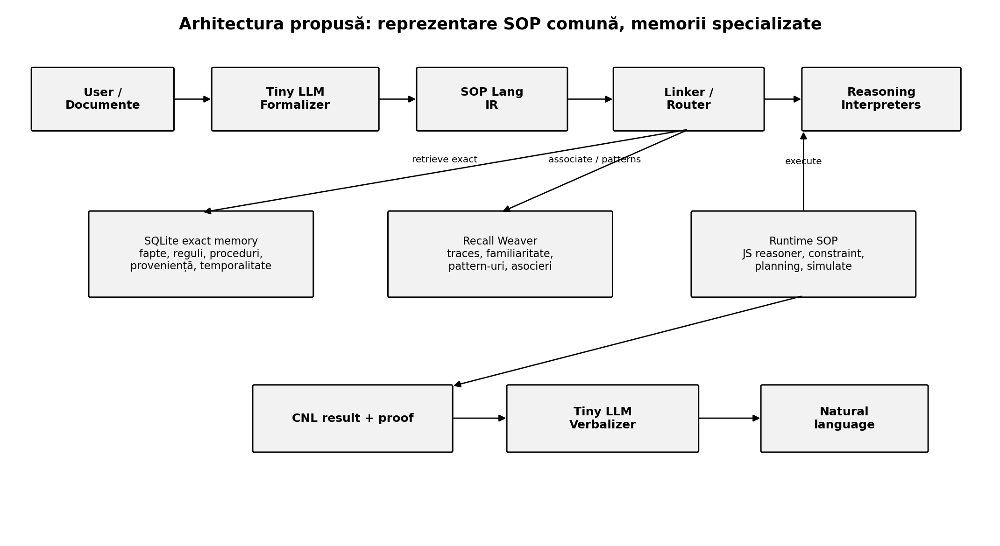 Arhitectura propusă: reprezentare SOP comună, memorii specializate
User /
Documente
Tiny LLM
Formalizer
SOP Lang
IR
Linker /
Router
Reasoning
Interpreters
retrieve exact
associate / patterns
execute
SQLite exact memory
fapte, reguli, proceduri,
proveniență, temporalitate
Recall Weaver
traces, familiaritate,
pattern-uri, asocieri
Runtime SOP
JS reasoner, constraint,
planning, simulate
CNL result + proof
Tiny LLM
Verbalizer
Natural
language